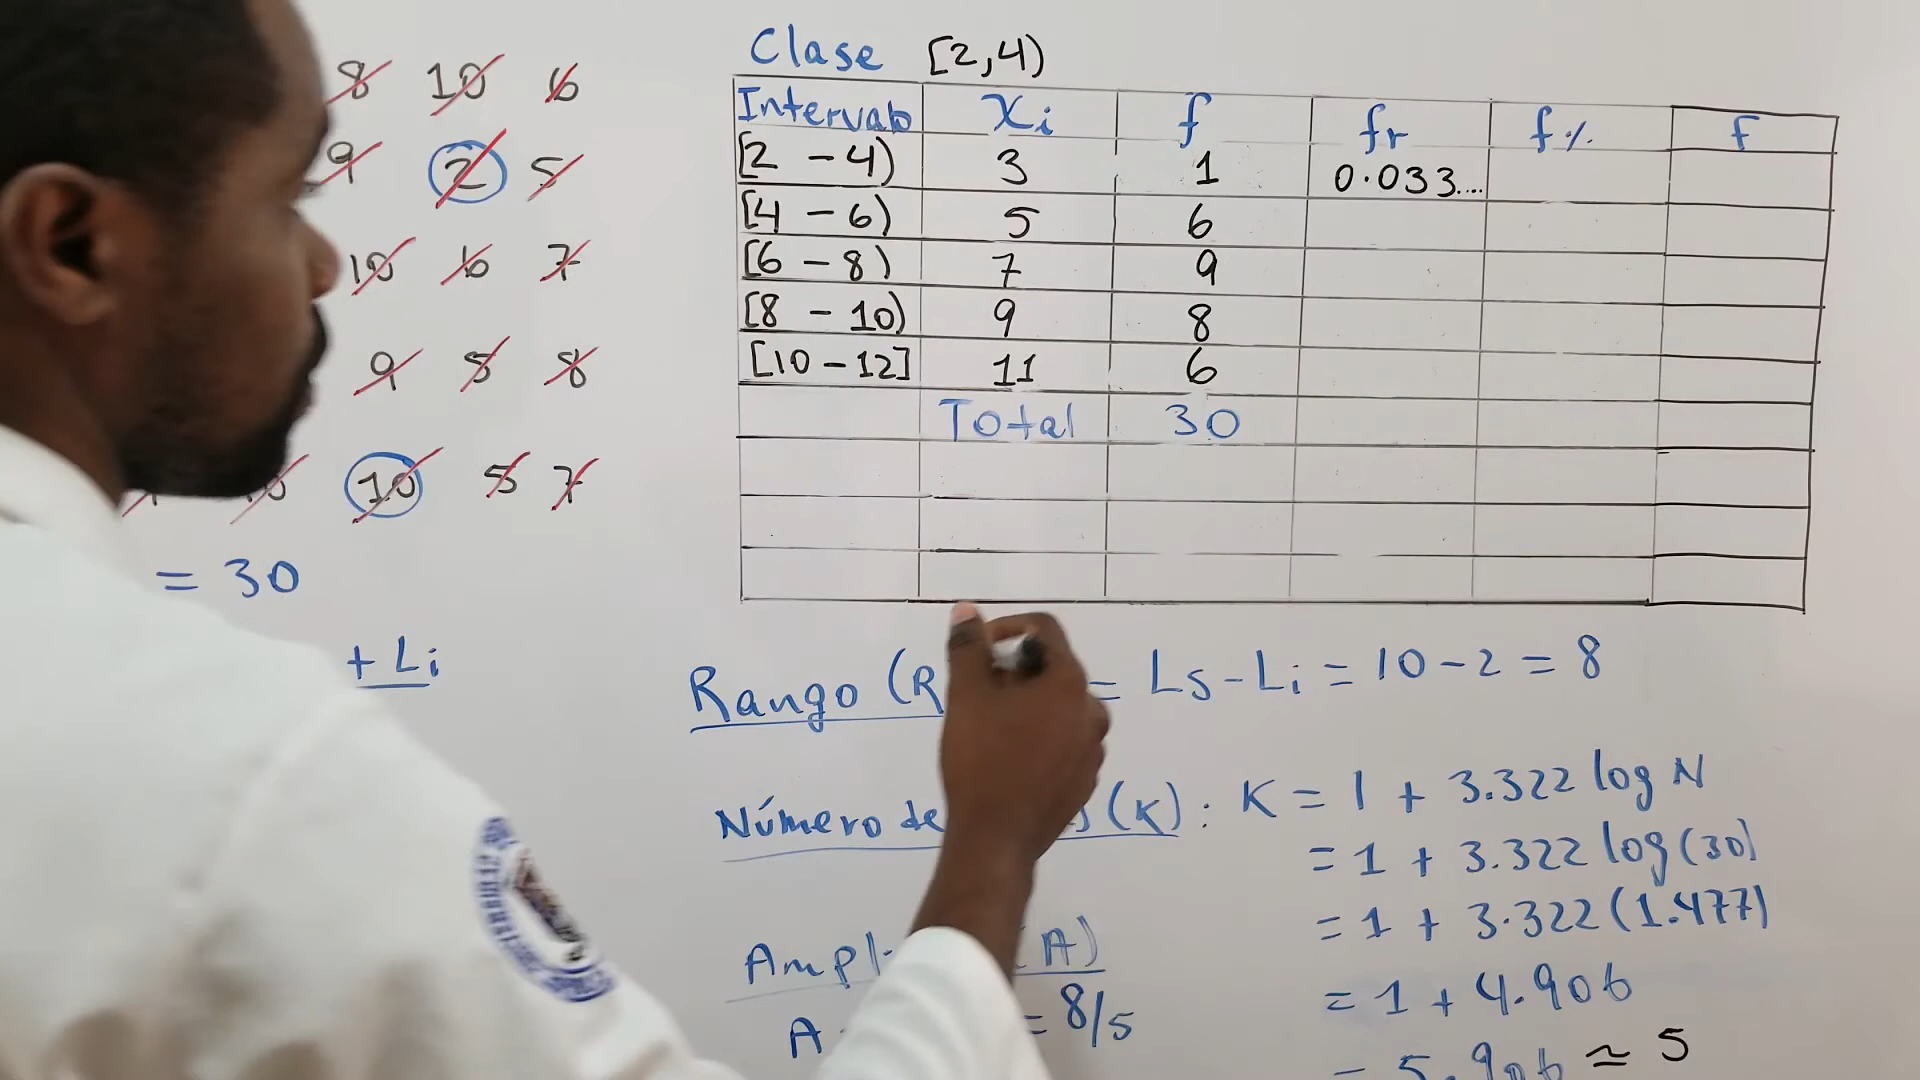 8 10 6
9 2 5
10 6 7
9 5 8
10 5 7
= 30
+ Li
Clase [2,4)
Intervalo xi f fr f% F
[2 - 4) 3 1 0.033....
[4 - 6) 5 6
[6 - 8) 7 9
[8 - 10) 9 8
[10 - 12] 11 6
Total 30
Rango (R = Ls - Li = 10 - 2 = 8
Número de (K): K = 1 + 3.322 log N
= 1 + 3.322 log (30)
= 1 + 3.322 (1.477)
= 1 + 4.906
= 5.906 ≈ 5
Ampl (A)
A = 8/5